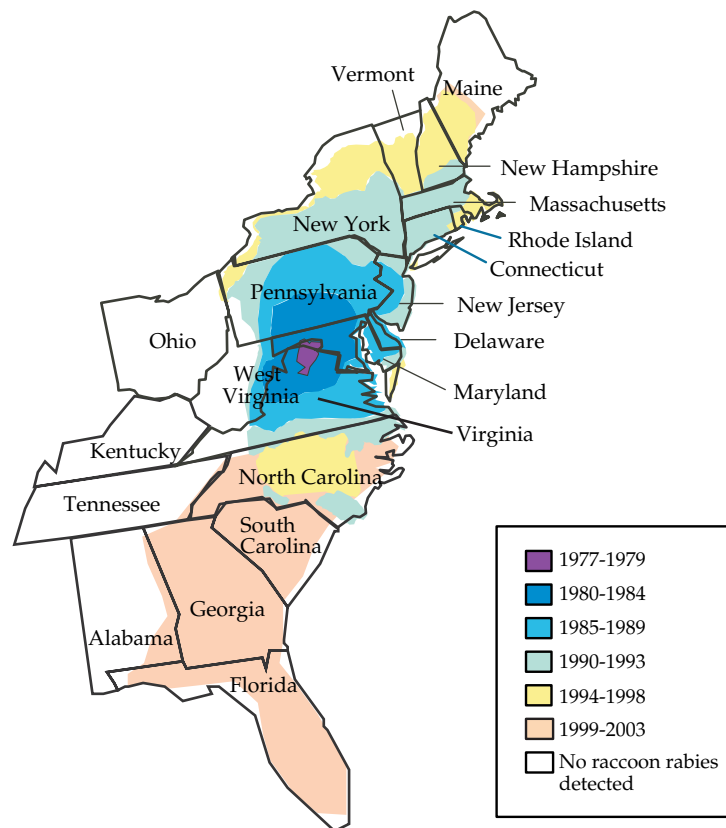 Vermont
Maine
New Hampshire
Massachusetts
New York
Rhode Island
Connecticut
Pennsylvania
New Jersey
Ohio
Delaware
West
Virginia
Maryland
Virginia
Kentucky
North Carolina
Tennessee
South
Carolina
Georgia
Alabama
Florida
1977-1979
1980-1984
1985-1989
1990-1993
1994-1998
1999-2003
No raccoon rabies
detected